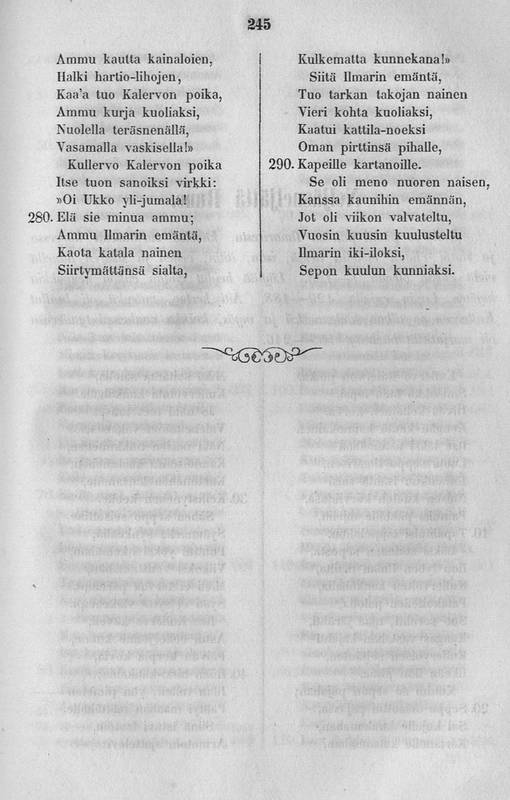 245
Ammu kautta kainaloien,
Halki hartio-lihojen,
Kaa'a tuo Kalervon poika,
Ammu kurja kuoliaksi,
Nuolella teräsnenällä,
Vasamalla vaskisella!»
Kullervo Kalervon poika
Itse tuon sanoiksi virkki:
»Oi Ukko yli-jumala!
280. Elä sie minua ammu;
Ammu Ilmarin emäntä,
Kaota katala nainen
Siirtymättänsä sialta,
Kulkematta kunnekana!»
Siitä Ilmarin emäntä,
Tuo tarkan takojan nainen
Vieri kohta kuoliaksi,
Kaatui kattila-noeksi
Oman pirttinsä pihalle,
290. Kapeille kartanoille.
Se oli meno nuoren naisen,
Kanssa kaunihin emännän,
Jot oli viikon valvateltu,
Vuosin kuusin kuulusteltu
Ilmarin iki-iloksi,
Sepon kuulun kunniaksi.